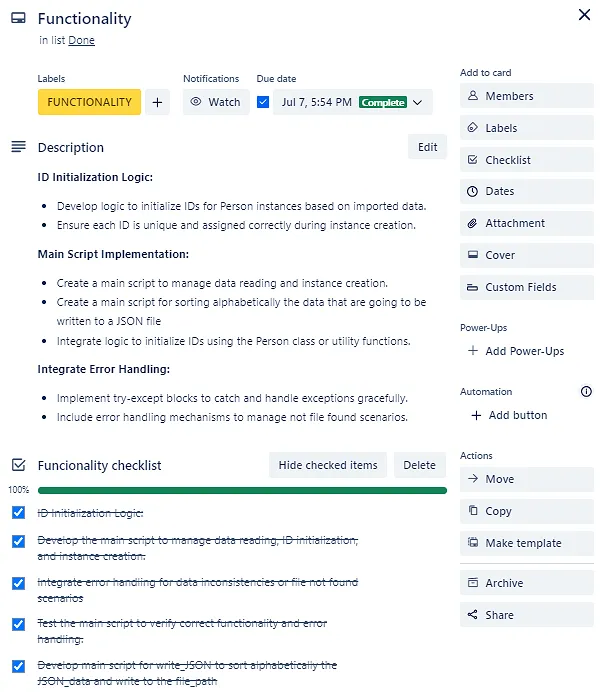 Functionality
in list Done
Labels
Notifications
Due date
FUNCTIONALITY
+
Watch
Jul 7, 5:54 PM Complete
Description
Edit
ID Initialization Logic:
• Develop logic to initialize IDs for Person instances based on imported data.
• Ensure each ID is unique and assigned correctly during instance creation.
Main Script Implementation:
• Create a main script to manage data reading and instance creation.
• Create a main script for sorting alphabetically the data that are going to be
written to a JSON file
• Integrate logic to initialize IDs using the Person class or utility functions.
Integrate Error Handling:
• Implement try-except blocks to catch and handle exceptions gracefully.
• Include error handling mechanisms to manage not file found scenarios.
Funcionality checklist
Hide checked items
Delete
100%
ID Initialization Logic:
Develop the main script to manage data reading, ID initialization,
and instance creation.
Integrate error handling for data inconsistencies or file not found
scenarios
Test the main script to verify correct functionality and error
handling.
Develop main script for write_JSON to sort alphabetically the
JSON_data and write to the file_path
Add to card
Members
Labels
Checklist
Dates
Attachment
Cover
Custom Fields
Power-Ups
+ Add Power-Ups
Automation
+ Add button
Actions
Move
Copy
Make template
Archive
Share